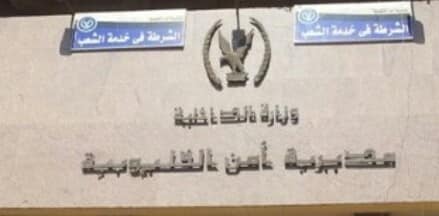 الشرطة فى خدمة الشعب
الشرطة فى خدمة الشعب
وزارة الداخلية
مديرية أمن القليوبية